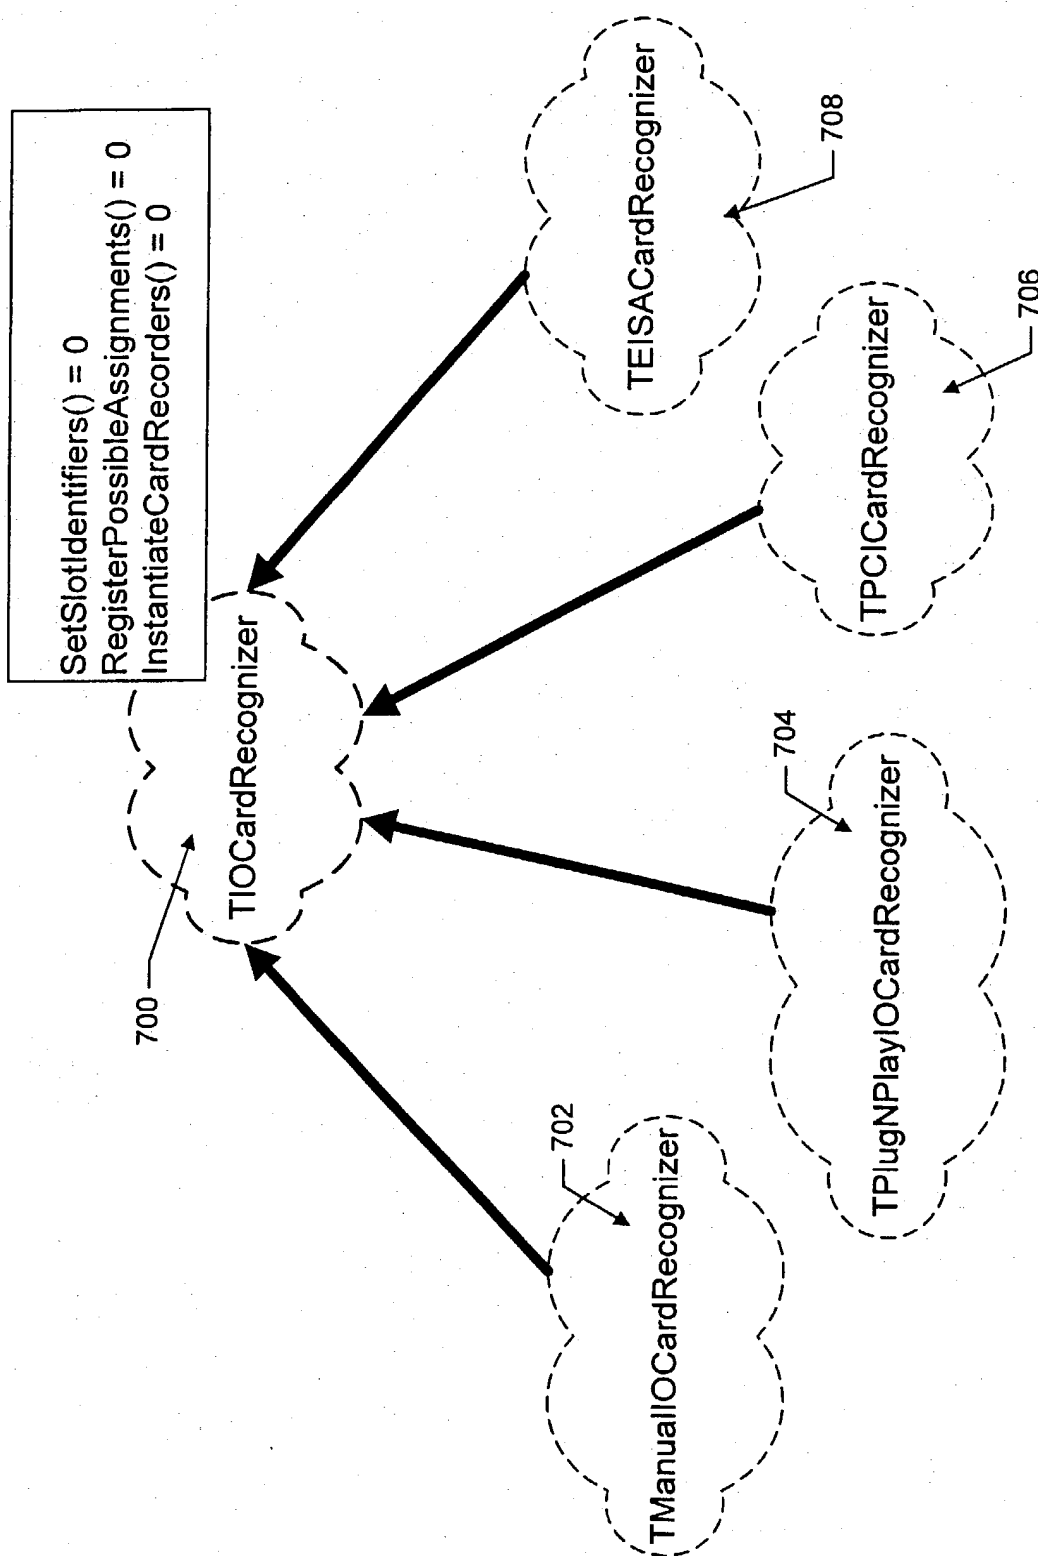 SetSlotIdentifiers() = 0
RegisterPossibleAssignments() = 0
InstantiateCardRecorders() = 0
700
TIOCardRecognizer
702
TManualIOCardRecognizer
704
TPlugNPlayIOCardRecognizer
TPCICardRecognizer
706
TEISACardRecognizer
708